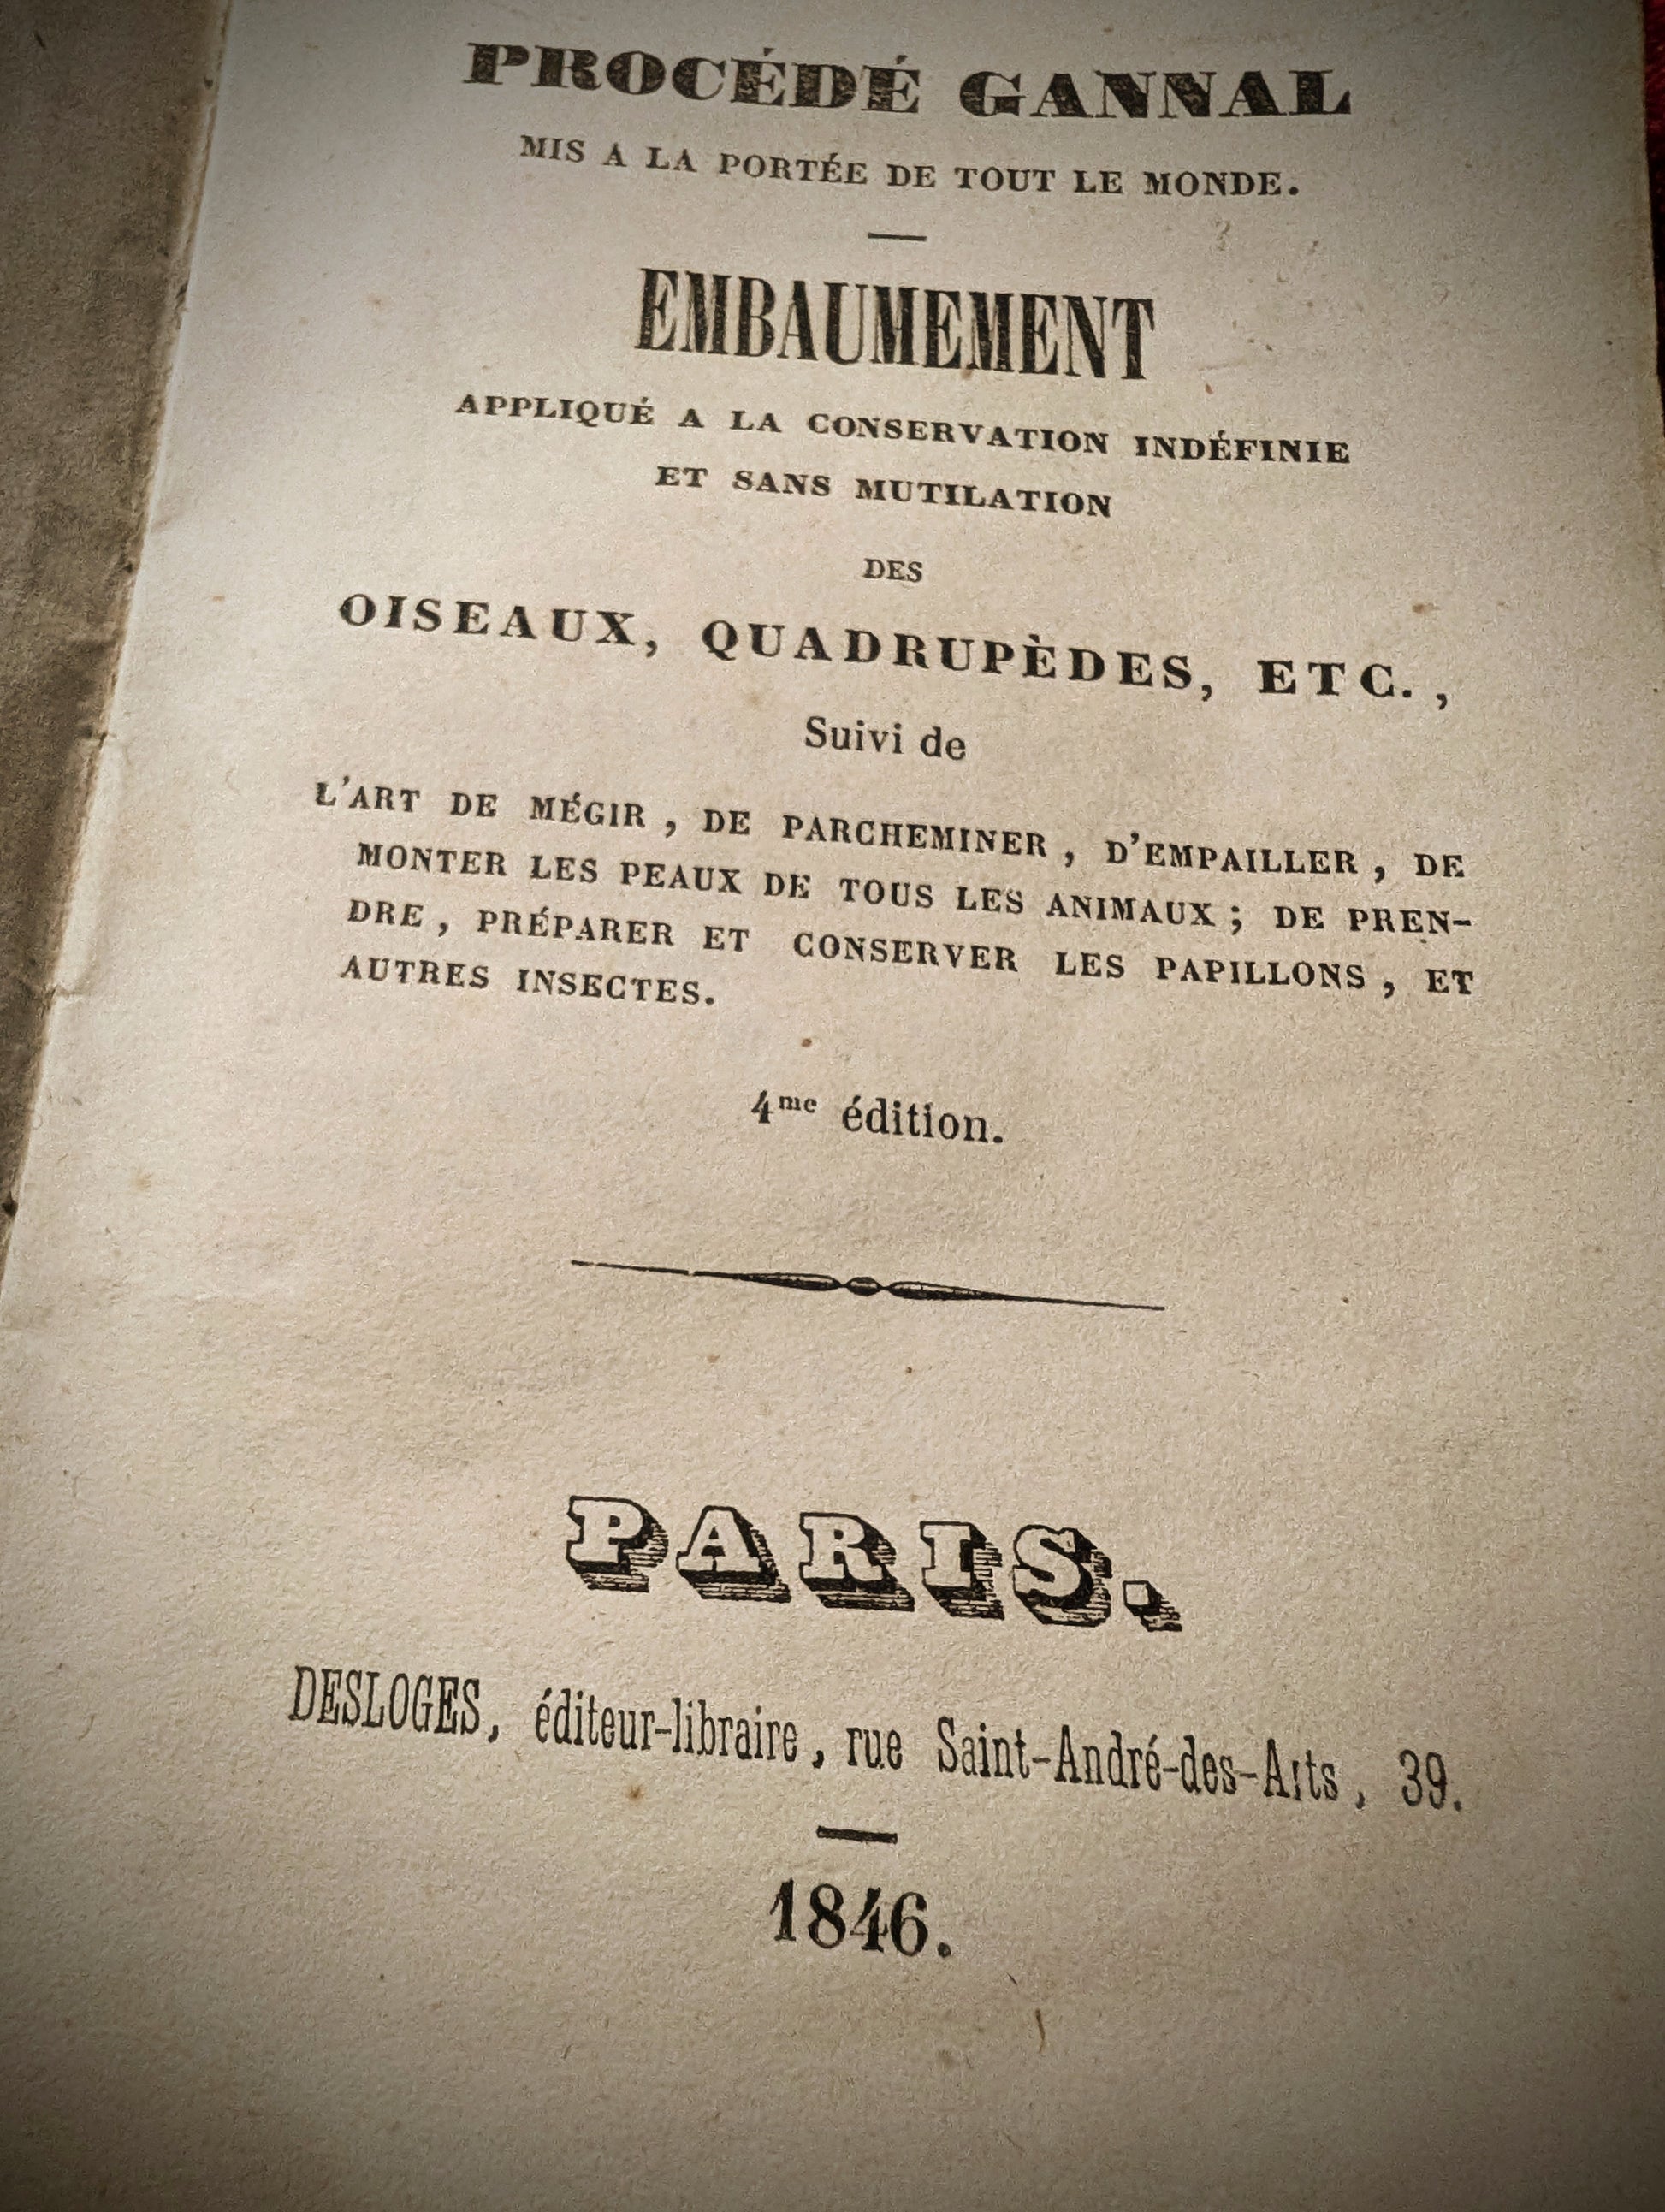 PROCÉDÉ GANNAL
MIS A LA PORTÉE DE TOUT LE MONDE.
EMBAUMEMENT
APPLIQUÉ A LA CONSERVATION INDÉFINIE
ET SANS MUTILATION
DES
OISEAUX, QUADRUPÈDES, ETC.,
Suivi de
L'ART DE MÉGIR, DE PARCHEMINER, D'EMPAILLER, DE
MONTER LES PEAUX DE TOUS LES ANIMAUX; DE PREN-
DRE, PRÉPARER ET CONSERVER LES PAPILLONS, ET
AUTRES INSECTES.
4me édition.
PARIS.
DESLOGES, éditeur-libraire, rue Saint-André-des-Arts, 39.
1846.